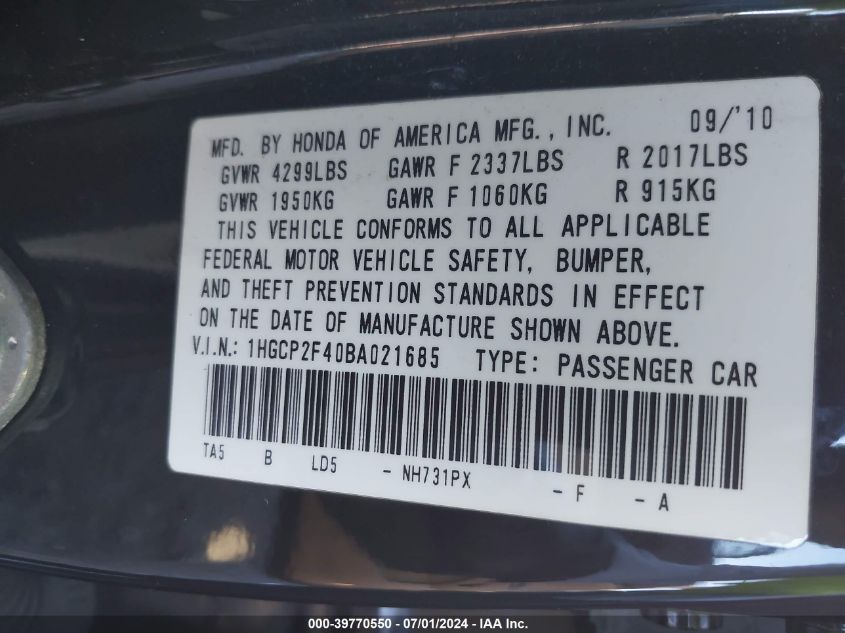 MFD. BY HONDA OF AMERICA MFG., INC. 09/'10
GVWR 4299LBS GAWR F 2337LBS R 2017LBS
GVWR 1950KG GAWR F 1060KG R 915KG
THIS VEHICLE CONFORMS TO ALL APPLICABLE
FEDERAL MOTOR VEHICLE SAFETY, BUMPER,
AND THEFT PREVENTION STANDARDS IN EFFECT
ON THE DATE OF MANUFACTURE SHOWN ABOVE.
V.I.N.: 1HGCP2F40BA021685 TYPE: PASSENGER CAR
TA5 B LD5 - NH731PX - F - A
000-39770550 - 07/01/2024 - IAA Inc.